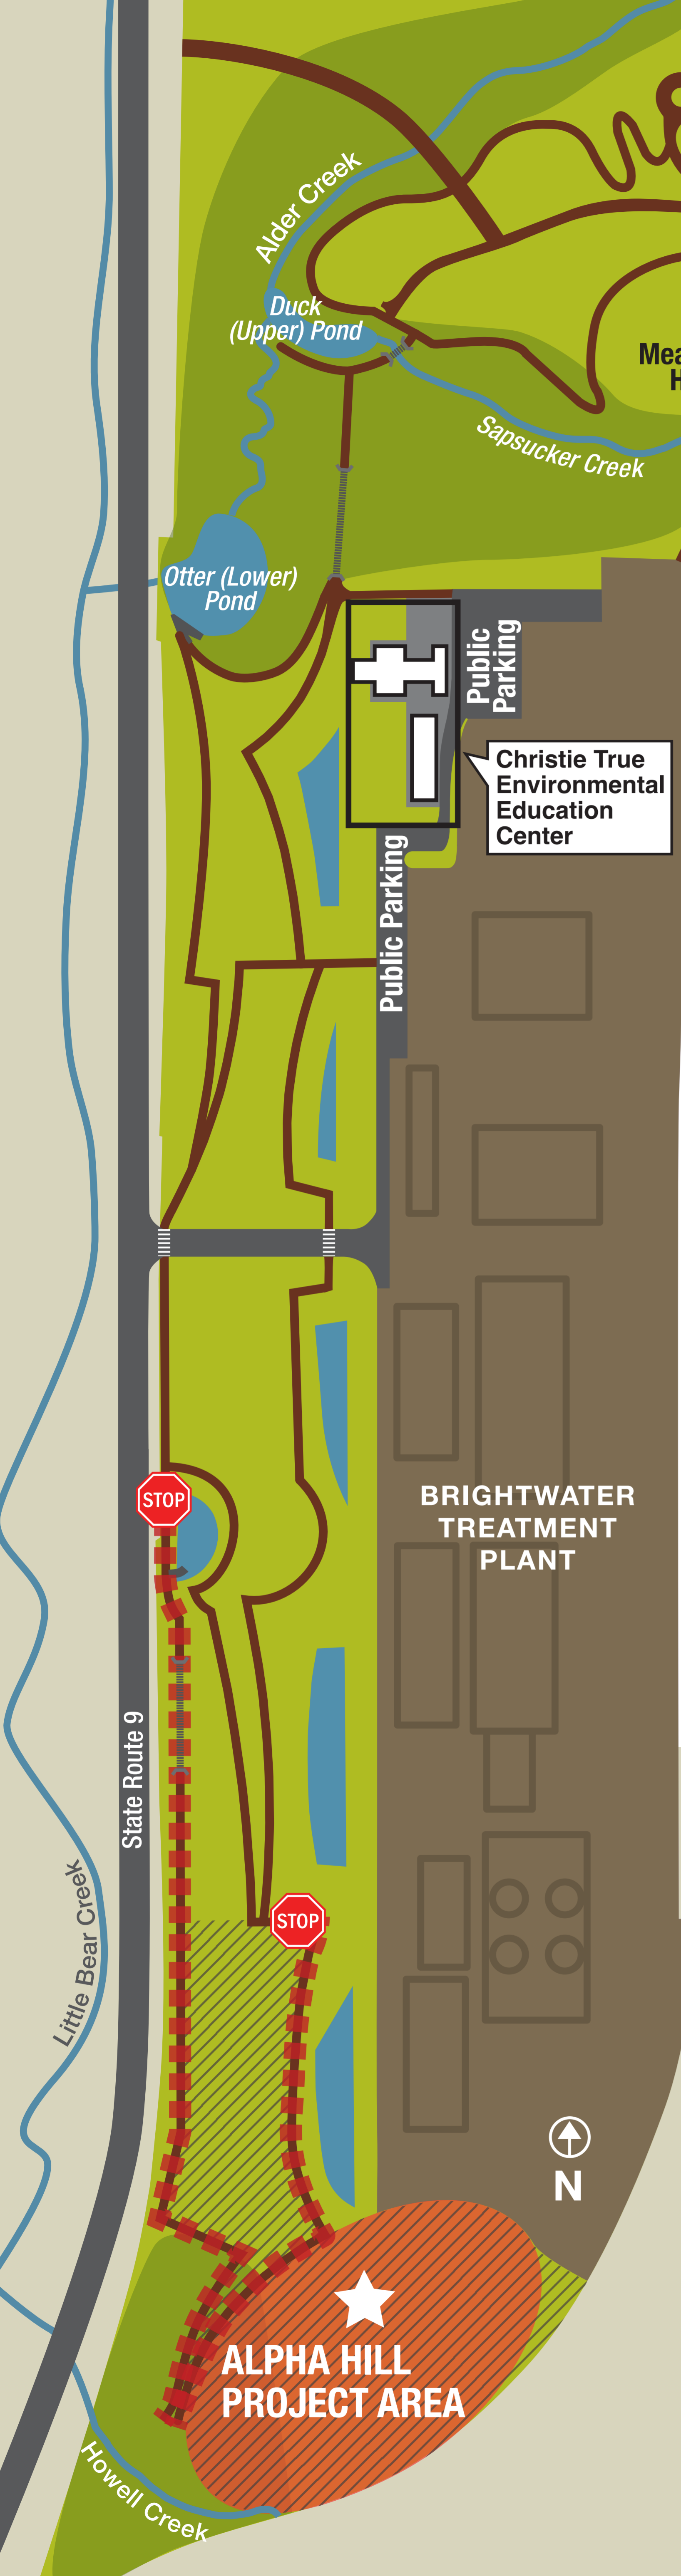 Alder Creek
Duck
(Upper) Pond
Mea
H
Sapsucker Creek
Otter (Lower)
Pond
Public
Parking
Christie True
Environmental
Education
Center
Public Parking
STOP
BRIGHTWATER
TREATMENT
PLANT
State Route 9
Little Bear Creek
STOP
N
ALPHA HILL
PROJECT AREA
Howell Creek